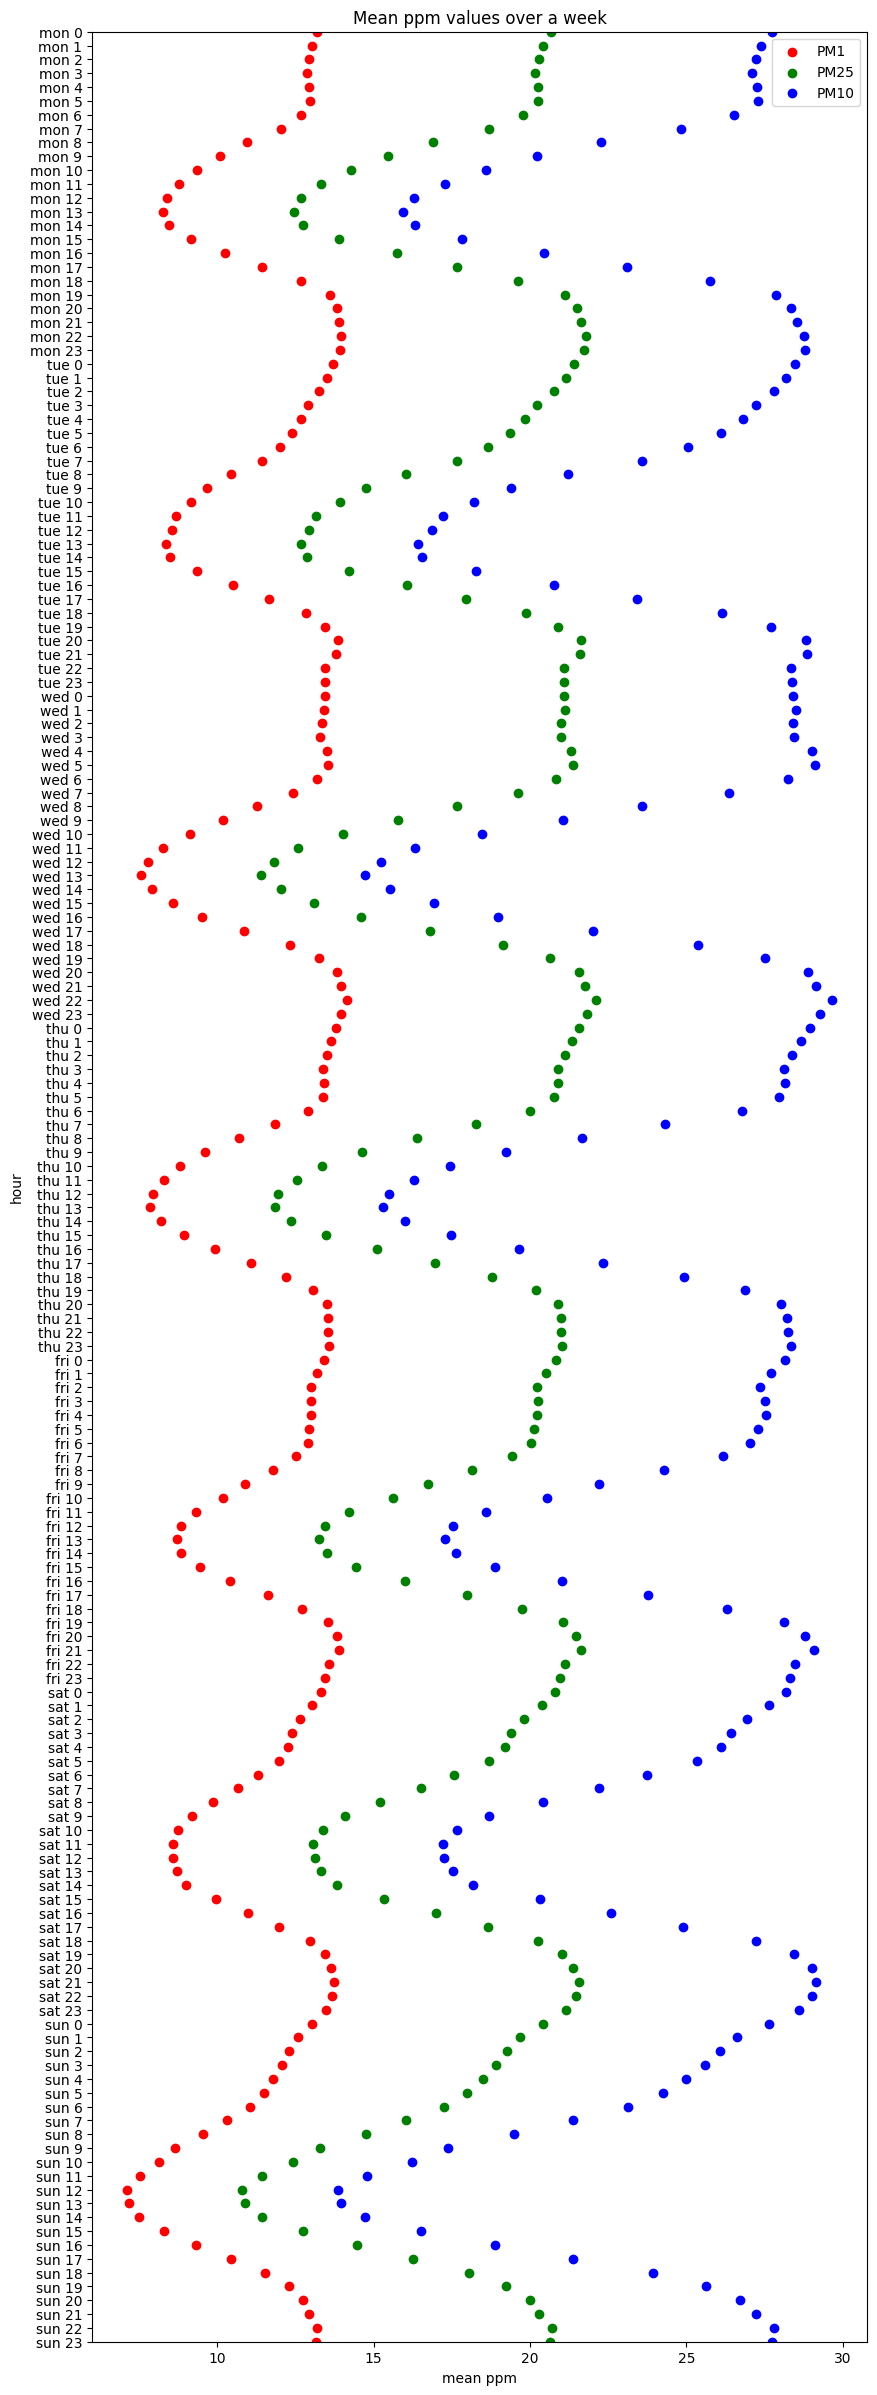 Mean ppm values over a week
PM1
PM25
PM10
mon 0
mon 1
mon 2
mon 3
mon 4
mon 5
mon 6
mon 7
mon 8
mon 9
mon 10
mon 11
mon 12
mon 13
mon 14
mon 15
mon 16
mon 17
mon 18
mon 19
mon 20
mon 21
mon 22
mon 23
tue 0
tue 1
tue 2
tue 3
tue 4
tue 5
tue 6
tue 7
tue 8
tue 9
tue 10
tue 11
tue 12
tue 13
tue 14
tue 15
tue 16
tue 17
tue 18
tue 19
tue 20
tue 21
tue 22
tue 23
wed 0
wed 1
wed 2
wed 3
wed 4
wed 5
wed 6
wed 7
wed 8
wed 9
wed 10
wed 11
wed 12
wed 13
wed 14
wed 15
wed 16
wed 17
wed 18
wed 19
wed 20
wed 21
wed 22
wed 23
thu 0
thu 1
thu 2
thu 3
thu 4
thu 5
thu 6
thu 7
thu 8
thu 9
thu 10
thu 11
thu 12
thu 13
thu 14
thu 15
thu 16
thu 17
thu 18
thu 19
thu 20
thu 21
thu 22
thu 23
fri 0
fri 1
fri 2
fri 3
fri 4
fri 5
fri 6
fri 7
fri 8
fri 9
fri 10
fri 11
fri 12
fri 13
fri 14
fri 15
fri 16
fri 17
fri 18
fri 19
fri 20
fri 21
fri 22
fri 23
sat 0
sat 1
sat 2
sat 3
sat 4
sat 5
sat 6
sat 7
sat 8
sat 9
sat 10
sat 11
sat 12
sat 13
sat 14
sat 15
sat 16
sat 17
sat 18
sat 19
sat 20
sat 21
sat 22
sat 23
sun 0
sun 1
sun 2
sun 3
sun 4
sun 5
sun 6
sun 7
sun 8
sun 9
sun 10
sun 11
sun 12
sun 13
sun 14
sun 15
sun 16
sun 17
sun 18
sun 19
sun 20
sun 21
sun 22
sun 23
hour
10 15 20 25 30
mean ppm